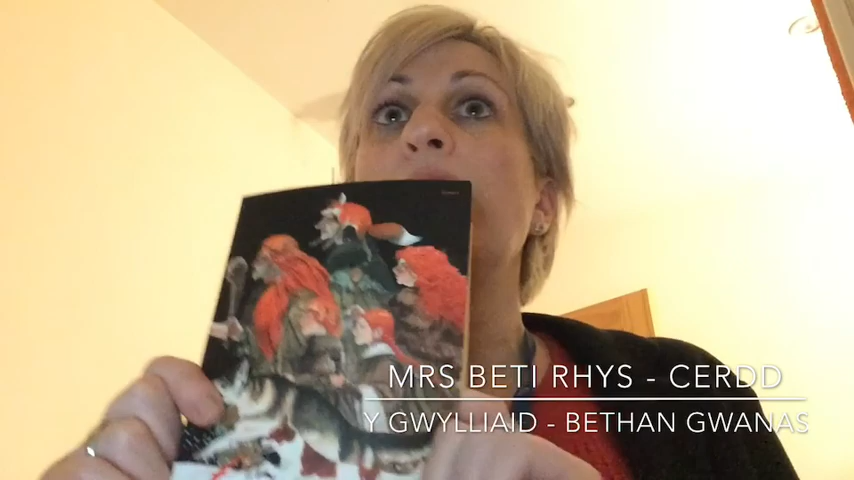 MRS BETI RHYS - CERDD
Y GWYLLIAID - BETHAN GWANAS